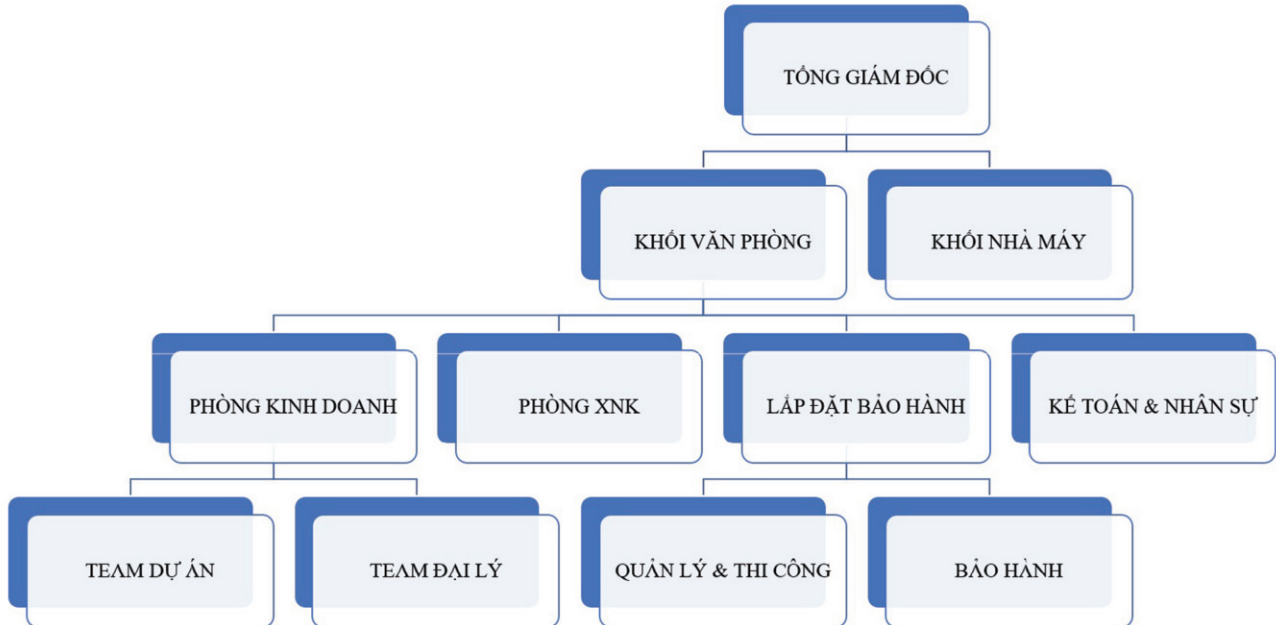 TỔNG GIÁM ĐỐC
KHỐI VĂN PHÒNG
KHỐI NHÀ MÁY
PHÒNG KINH DOANH
PHÒNG XNK
LẮP ĐẶT BẢO HÀNH
KẾ TOÁN & NHÂN SỰ
TEAM DỰ ÁN
TEAM ĐẠI LÝ
QUẢN LÝ & THI CÔNG
BẢO HÀNH